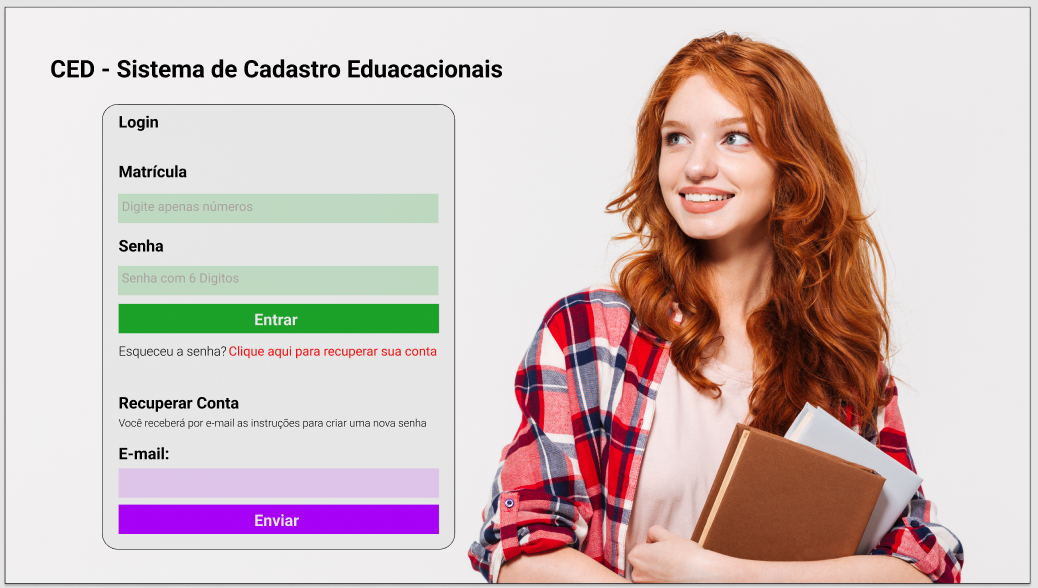 CED - Sistema de Cadastro Eduacacionais
Login
Matrícula
Digite apenas números
Senha
Senha com 6 Digitos
Entrar
Esqueceu a senha? Clique aqui para recuperar sua conta
Recuperar Conta
Você receberá por e-mail as instruções para criar uma nova senha
E-mail:
Enviar